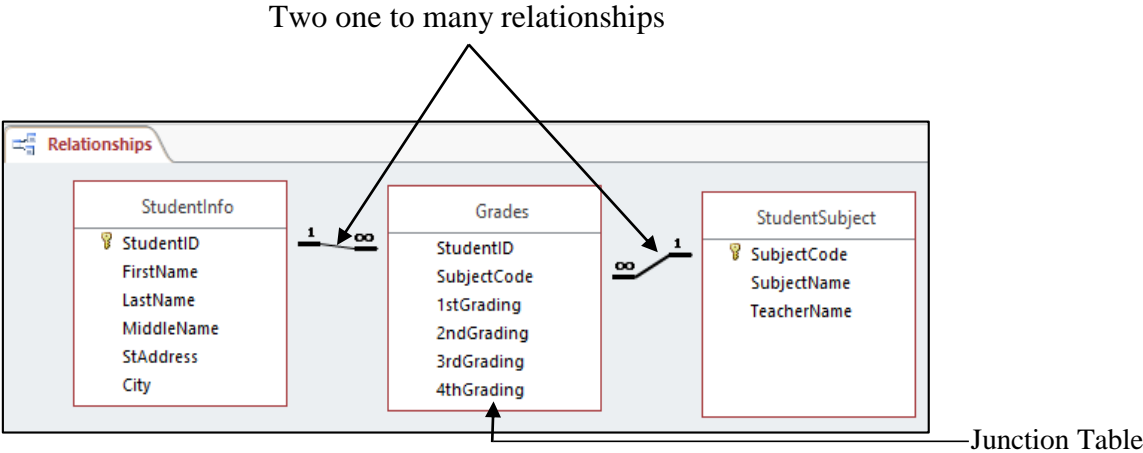 Two one to many relationships
Relationships
StudentInfo
StudentID
FirstName
LastName
MiddleName
StAddress
City
1
∞
Grades
StudentID
SubjectCode
1stGrading
2ndGrading
3rdGrading
4thGrading
∞
1
StudentSubject
SubjectCode
SubjectName
TeacherName
Junction Table